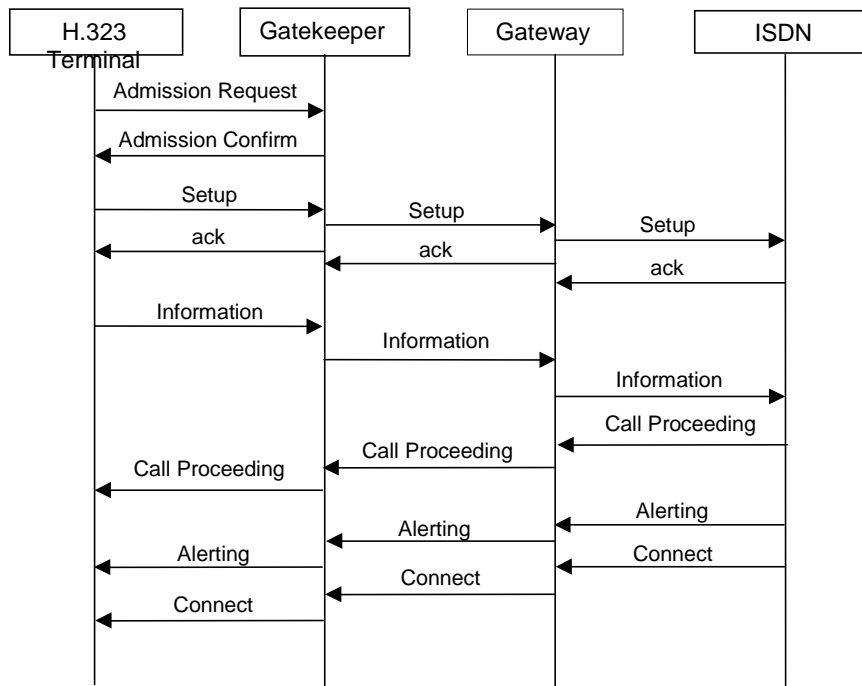 H.323
Terminal
Gatekeeper
Gateway
ISDN
Admission Request
Admission Confirm
Setup
Setup
Setup
ack
ack
ack
Information
Information
Information
Call Proceeding
Call Proceeding
Call Proceeding
Alerting
Alerting
Alerting
Connect
Connect
Connect